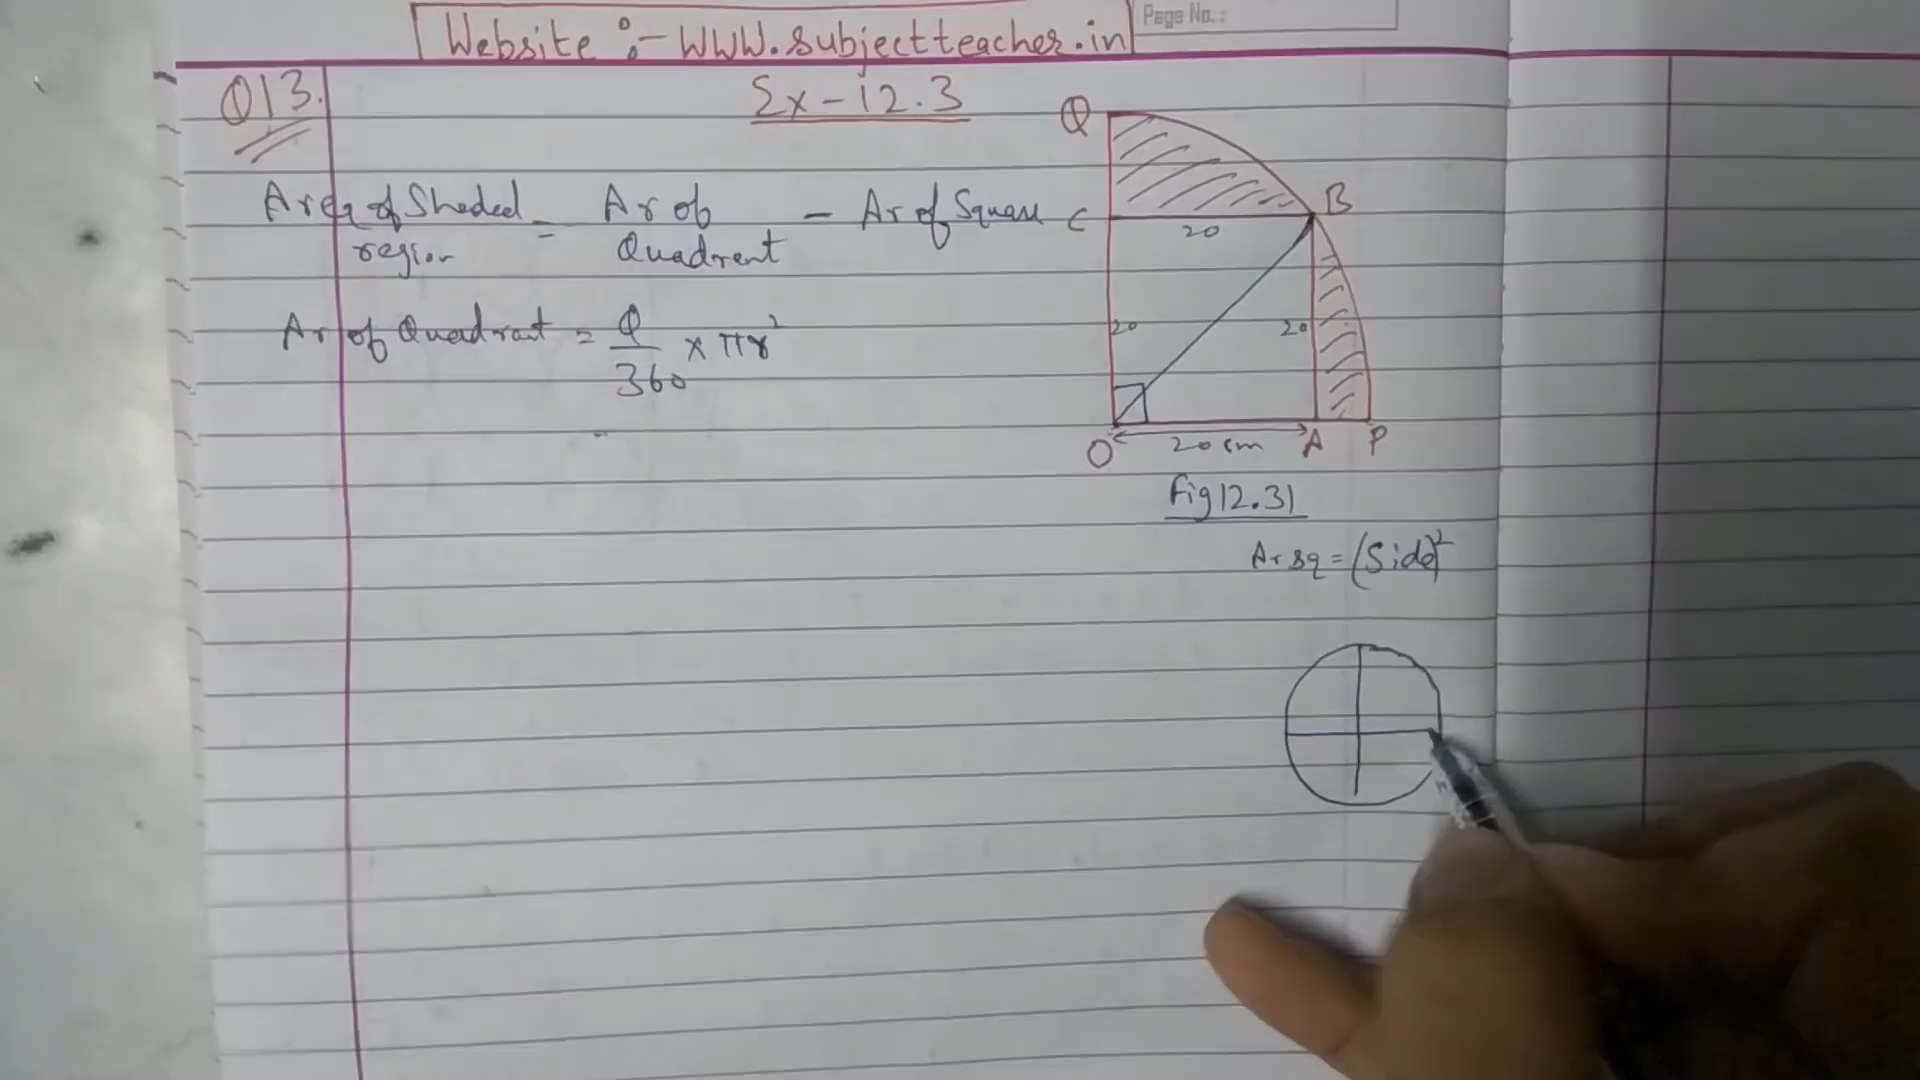 Page No.:
Website :- WWW.subjectteacher.in
Q13.
Ex-12.3
Area of Shaded region = Ar of Quadrent - Ar of Square
Ar of Quadrant = Q/360 × πr²
Q
B
C
20
20
20
O
20 cm
A
P
Fig 12.31
Ar sq = (Side)²